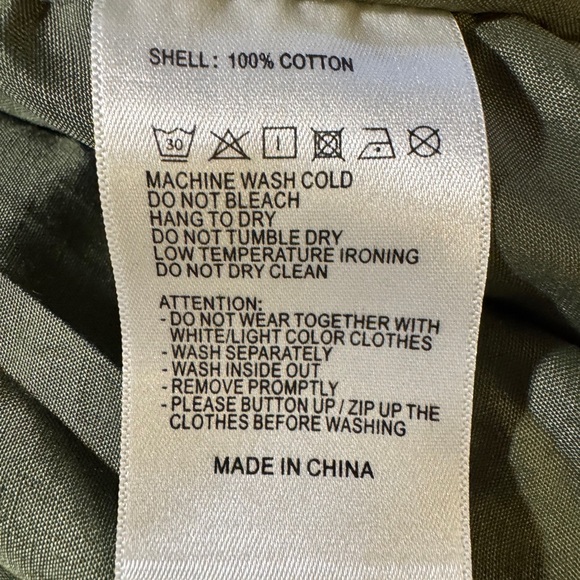 SHELL: 100% COTTON
30
MACHINE WASH COLD
DO NOT BLEACH
HANG TO DRY
DO NOT TUMBLE DRY
LOW TEMPERATURE IRONING
DO NOT DRY CLEAN
ATTENTION:
- DO NOT WEAR TOGETHER WITH
WHITE/LIGHT COLOR CLOTHES
- WASH SEPARATELY
- WASH INSIDE OUT
- REMOVE PROMPTLY
- PLEASE BUTTON UP / ZIP UP THE
CLOTHES BEFORE WASHING
MADE IN CHINA